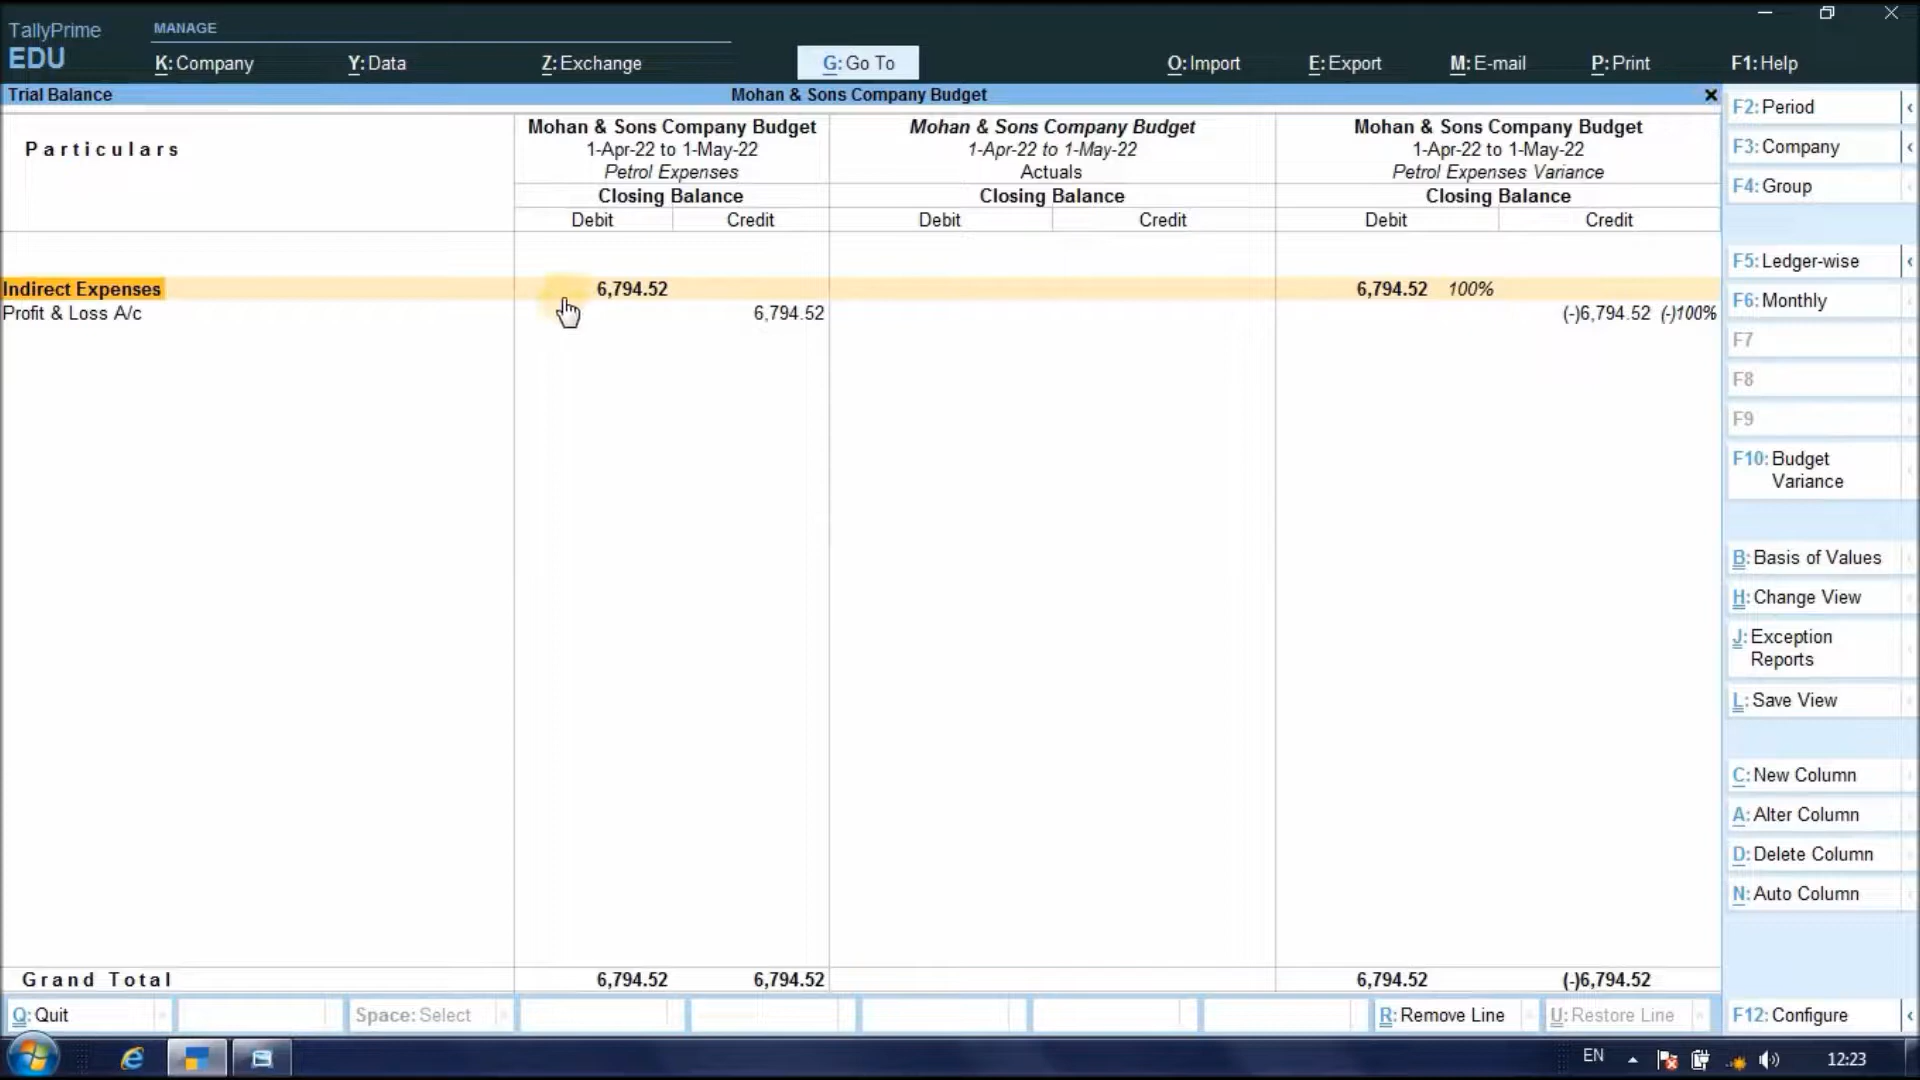 TallyPrime
EDU
MANAGE
K: Company
Y: Data
Z: Exchange
G: Go To
O: Import
E: Export
M: E-mail
P: Print
F1: Help
Trial Balance
Mohan & Sons Company Budget
Particulars
Mohan & Sons Company Budget
1-Apr-22 to 1-May-22
Petrol Expenses
Closing Balance
Debit Credit
Mohan & Sons Company Budget
1-Apr-22 to 1-May-22
Actuals
Closing Balance
Debit Credit
Mohan & Sons Company Budget
1-Apr-22 to 1-May-22
Petrol Expenses Variance
Closing Balance
Debit Credit
Indirect Expenses 6,794.52 6,794.52 100%
Profit & Loss A/c 6,794.52 (-)6,794.52 (-)100%
Grand Total 6,794.52 6,794.52 6,794.52 (-)6,794.52
F2: Period
F3: Company
F4: Group
F5: Ledger-wise
F6: Monthly
F7
F8
F9
F10: Budget
Variance
B: Basis of Values
H: Change View
J: Exception
Reports
L: Save View
C: New Column
A: Alter Column
D: Delete Column
N: Auto Column
F12: Configure
Q: Quit
Space: Select
R: Remove Line
U: Restore Line
EN
12:23